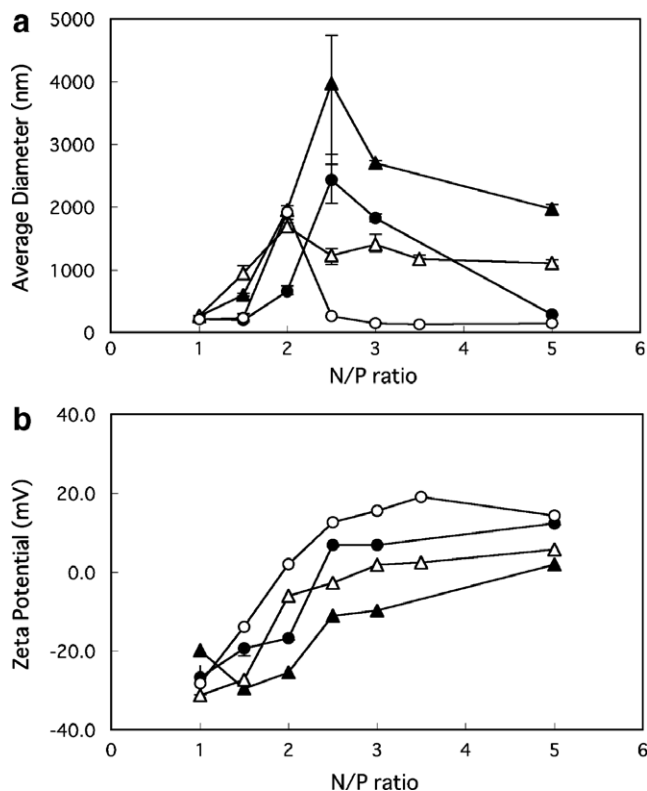 a
5000
4000
3000
2000
1000
0
Average Diameter (nm)
0 1 2 3 4 5 6
N/P ratio
b
40.0
20.0
0.0
-20.0
-40.0
Zeta Potential (mV)
0 1 2 3 4 5 6
N/P ratio